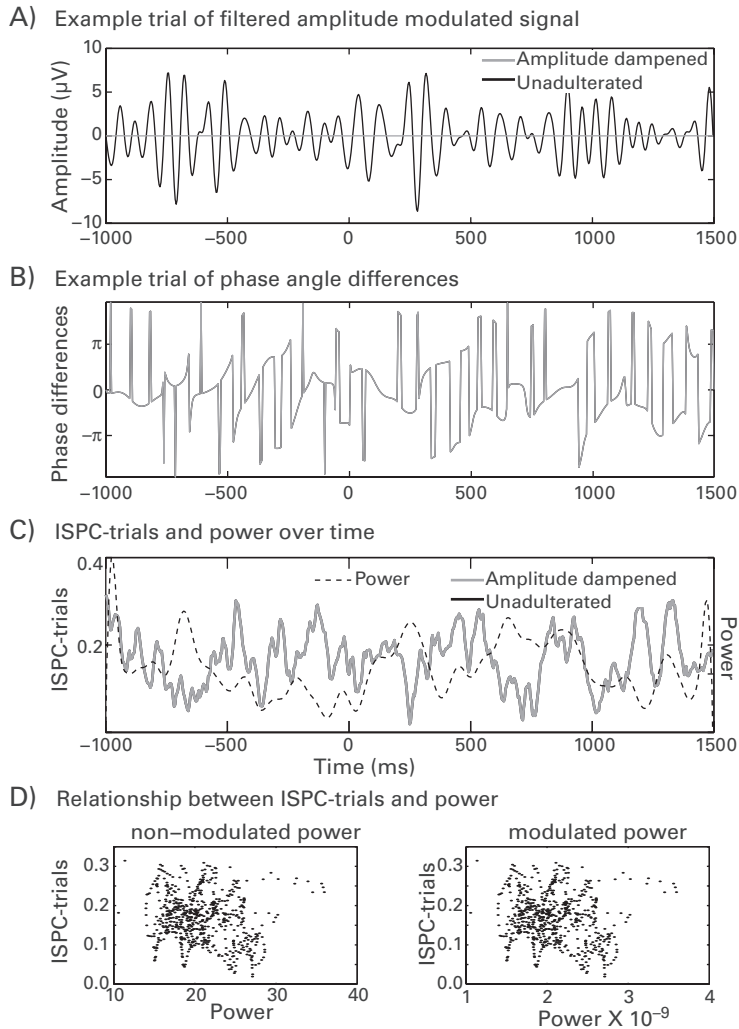 A) Example trial of filtered amplitude modulated signal
Amplitude (μV)
10
5
0
−5
−10
Amplitude dampened
Unadulterated
−1000 −500 0 500 1000 1500
B) Example trial of phase angle differences
Phase differences
π
0
−π
−1000 −500 0 500 1000 1500
C) ISPC-trials and power over time
ISPC-trials
0.4
0.2
Power
Amplitude dampened
Unadulterated
Power
−1000 −500 0 500 1000 1500
Time (ms)
D) Relationship between ISPC-trials and power
non−modulated power
ISPC-trials
0.3
0.2
0.1
0.0
10 20 30 40
Power
modulated power
ISPC-trials
0.3
0.2
0.1
0.0
1 2 3 4
Power X 10⁻⁹